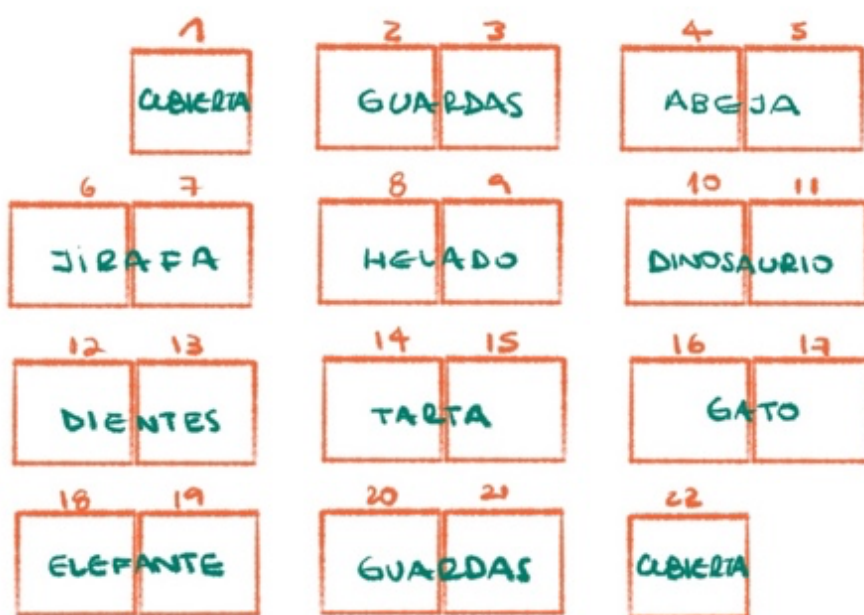 1 2 3 4 5
CUBIERTA GUARDAS ABEJA
6 7 8 9 10 11
JIRAFA HELADO DINOSAURIO
12 13 14 15 16 17
DIENTES TARTA GATO
18 19 20 21 22
ELEFANTE GUARDAS CUBIERTA